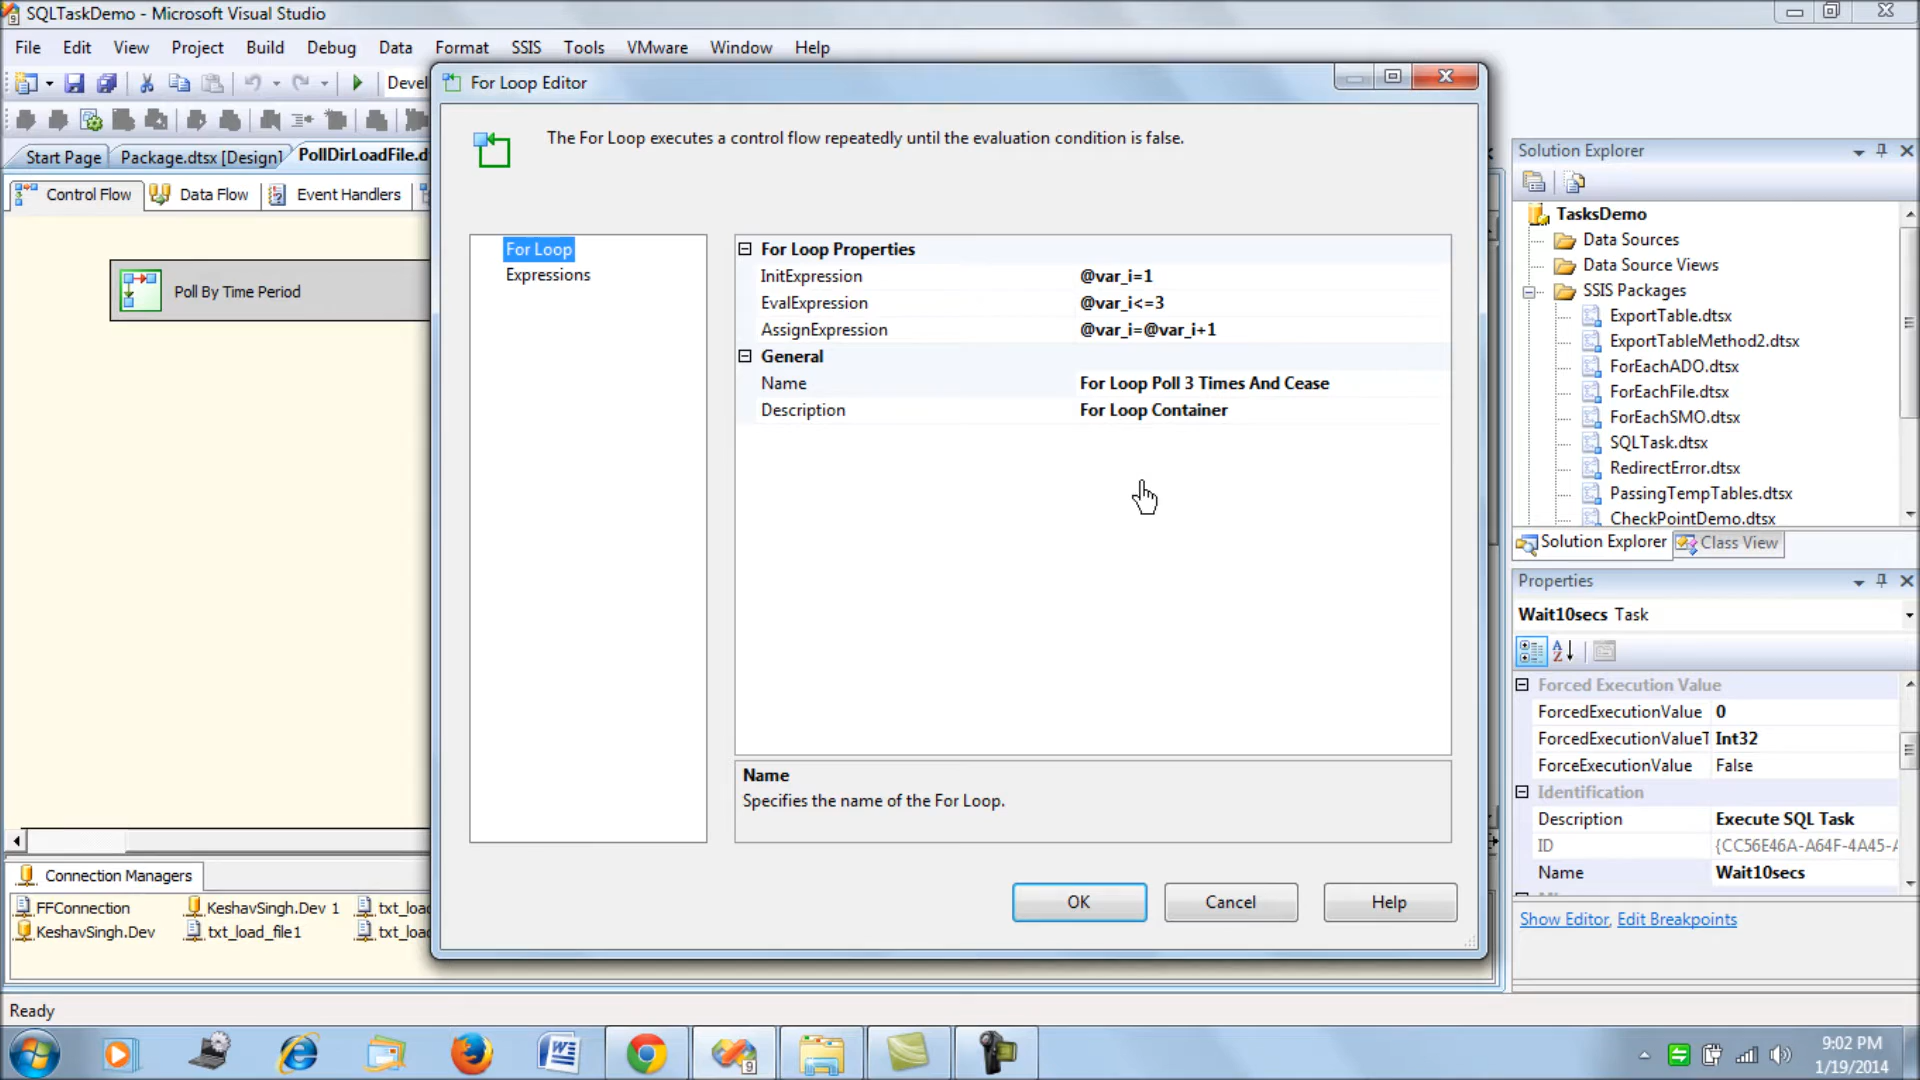 SQLTaskDemo - Microsoft Visual Studio
File Edit View Project Build Debug Data Format SSIS Tools VMware Window Help
Devel
Start Page Package.dtsx [Design] PollDirLoadFile.d
Control Flow Data Flow Event Handlers
Poll By Time Period
For Loop Editor
The For Loop executes a control flow repeatedly until the evaluation condition is false.
For Loop
Expressions
For Loop Properties
InitExpression @var_i=1
EvalExpression @var_i<=3
AssignExpression @var_i=@var_i+1
General
Name For Loop Poll 3 Times And Cease
Description For Loop Container
Name
Specifies the name of the For Loop.
OK Cancel Help
Solution Explorer
TasksDemo
Data Sources
Data Source Views
SSIS Packages
ExportTable.dtsx
ExportTableMethod2.dtsx
ForEachADO.dtsx
ForEachFile.dtsx
ForEachSMO.dtsx
SQLTask.dtsx
RedirectError.dtsx
PassingTempTables.dtsx
CheckPointDemo.dtsx
Solution Explorer Class View
Properties
Wait10secs Task
Forced Execution Value
ForcedExecutionValue 0
ForcedExecutionValueT Int32
ForceExecutionValue False
Identification
Description Execute SQL Task
ID {CC56E46A-A64F-4A45-A
Name Wait10secs
Show Editor, Edit Breakpoints
Connection Managers
FFConnection KeshavSingh.Dev 1 txt_loa
KeshavSingh.Dev txt_load_file1 txt_loa
Ready
9:02 PM
1/19/2014